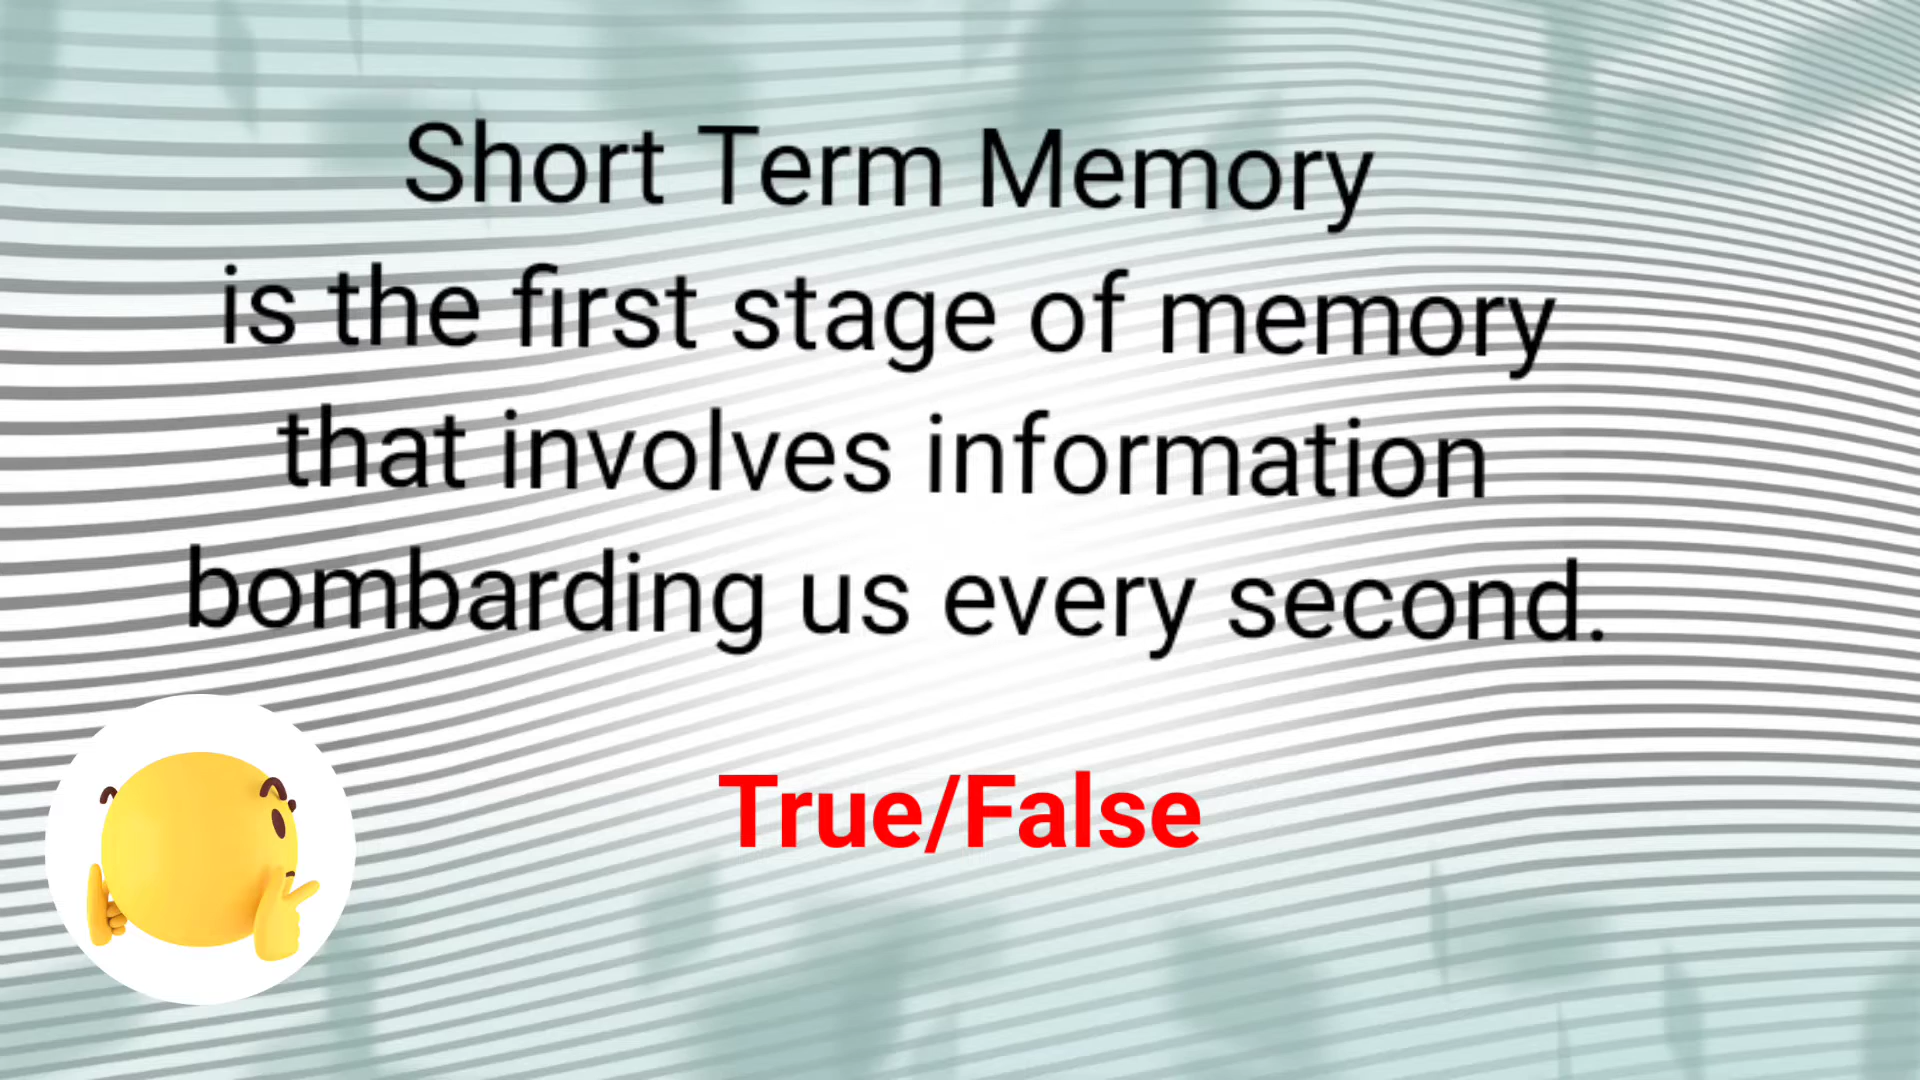 Short Term Memory
is the first stage of memory
that involves information
bombarding us every second.
True/False